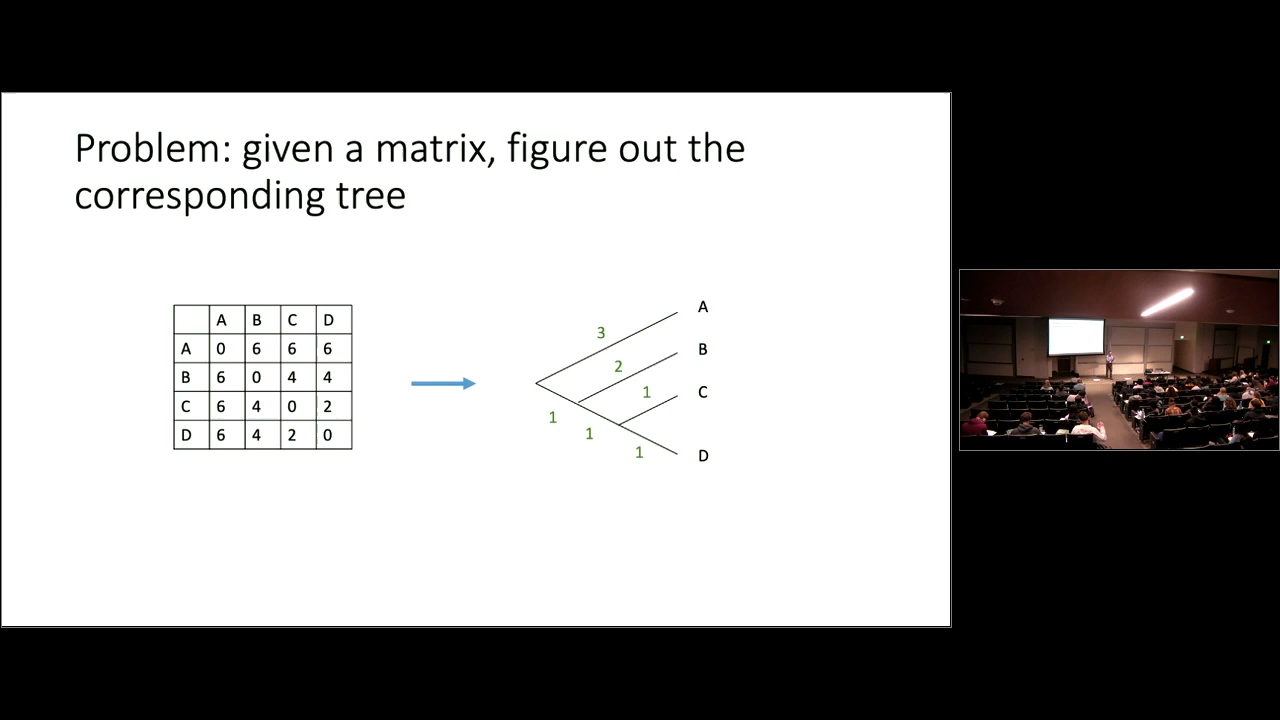 Problem: given a matrix, figure out the
corresponding tree
A B C D
A 0 6 6 6
B 6 0 4 4
C 6 4 0 2
D 6 4 2 0
A
3
B
2
1 C
1
1
1 D